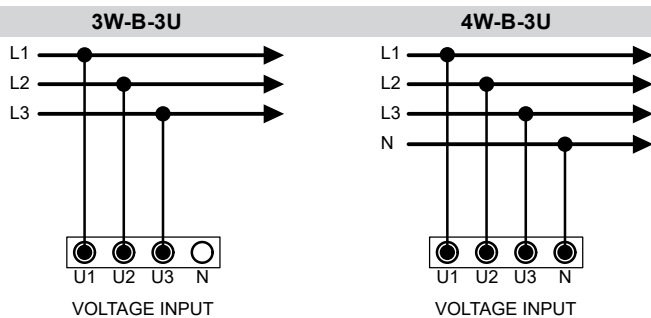 3W-B-3U
L1
L2
L3
U1 U2 U3 N
VOLTAGE INPUT
4W-B-3U
L1
L2
L3
N
U1 U2 U3 N
VOLTAGE INPUT